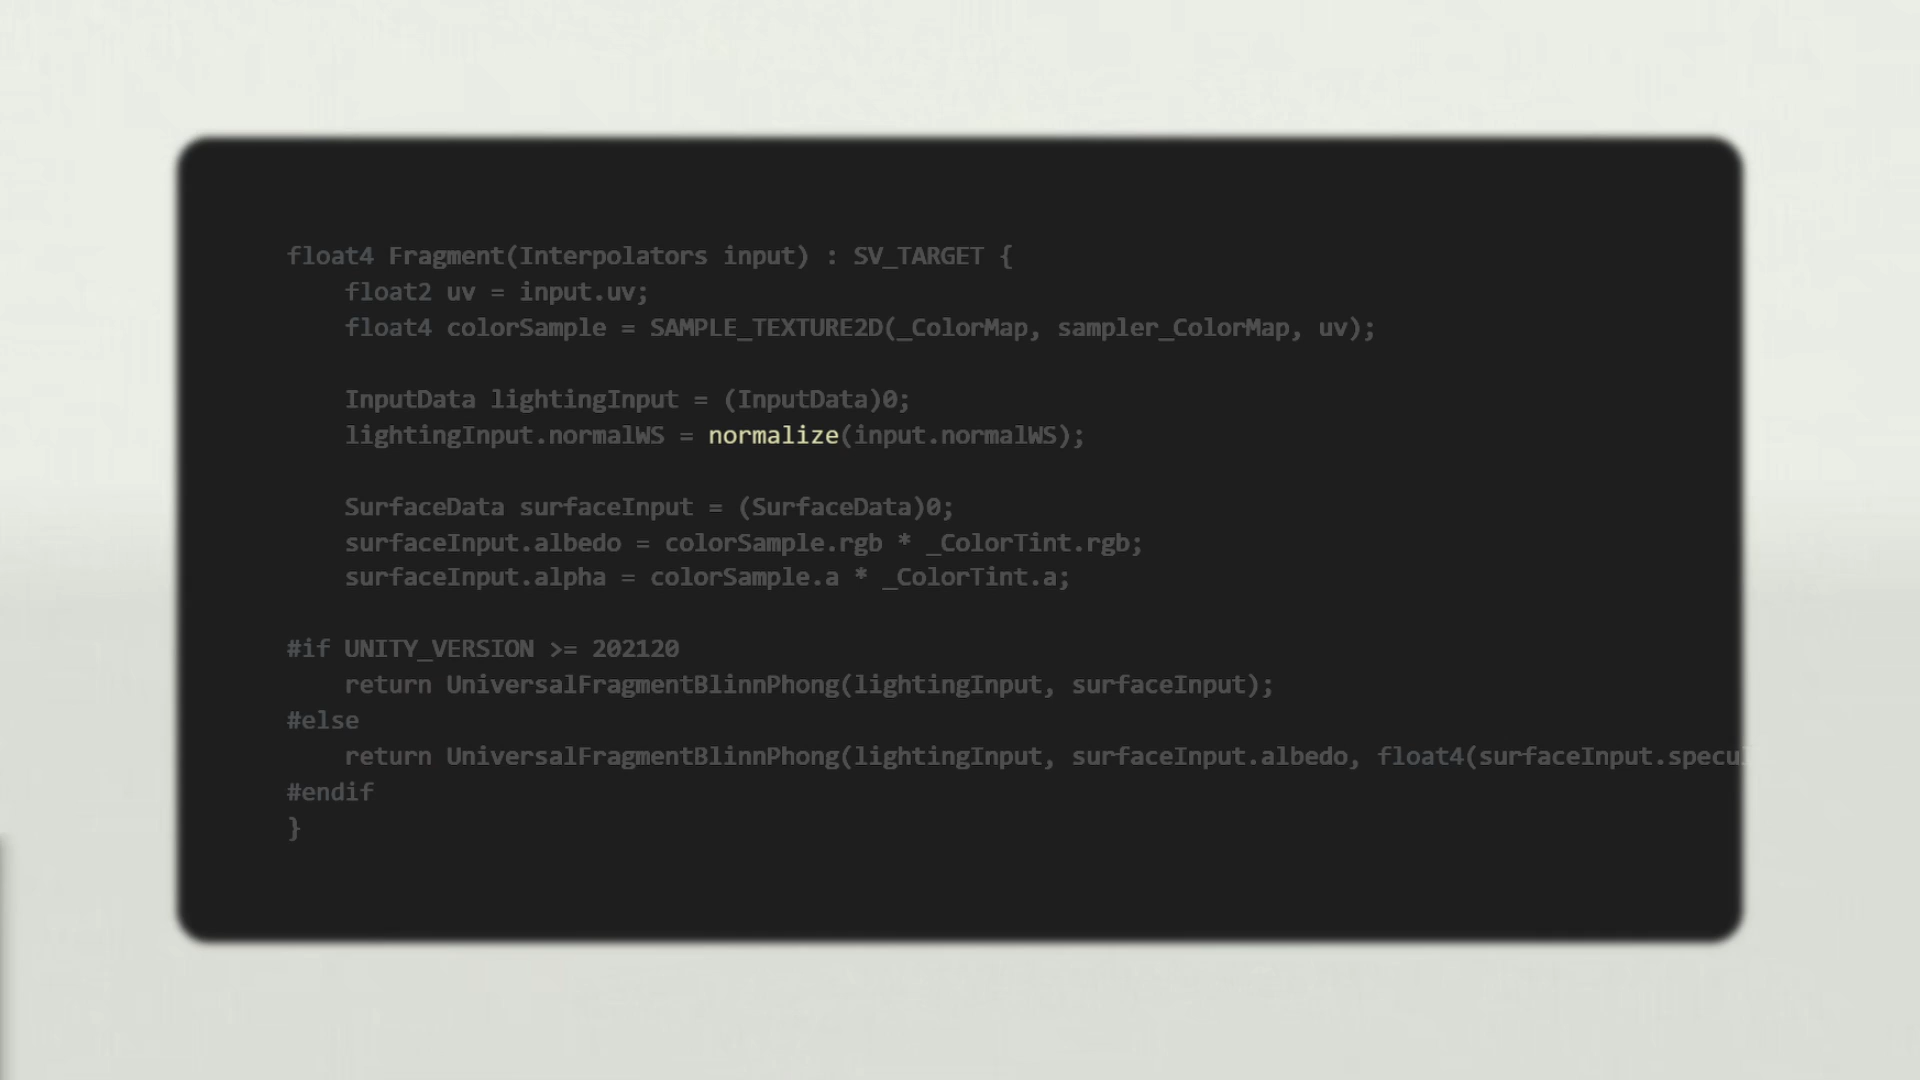 float4 Fragment(Interpolators input) : SV_TARGET {
    float2 uv = input.uv;
    float4 colorSample = SAMPLE_TEXTURE2D(_ColorMap, sampler_ColorMap, uv);
    InputData lightingInput = (InputData)0;
    lightingInput.normalWS = normalize(input.normalWS);
    SurfaceData surfaceInput = (SurfaceData)0;
    surfaceInput.albedo = colorSample.rgb * _ColorTint.rgb;
    surfaceInput.alpha = colorSample.a * _ColorTint.a;
#if UNITY_VERSION >= 202120
    return UniversalFragmentBlinnPhong(lightingInput, surfaceInput);
#else
    return UniversalFragmentBlinnPhong(lightingInput, surfaceInput.albedo, float4(surfaceInput.specul
#endif
}